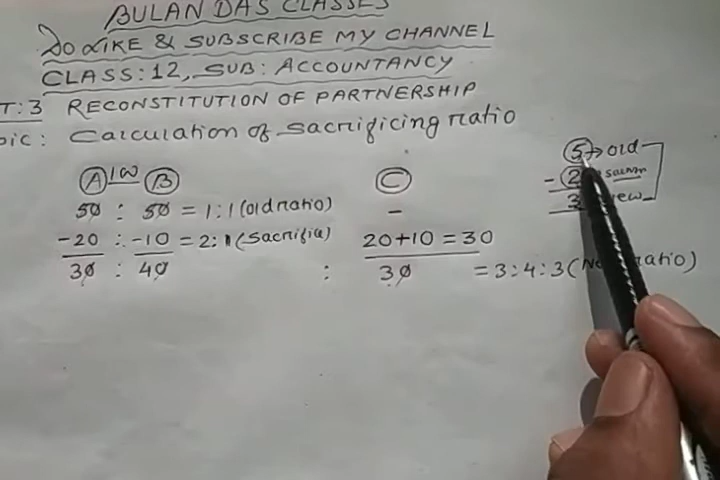 BULAN DAS CLASSES
DO LIKE & SUBSCRIBE MY CHANNEL
CLASS: 12, SUB: ACCOUNTANCY
T: 3 RECONSTITUTION OF PARTNERSHIP
PIC: Calculation of Sacrificing Ratio
5 → Old
- 2
3 New
A 1W B C
50 : 50 = 1:1 (Old ratio) -
-20 : -10 = 2:1 (Sacrifice) 20+10 = 30
30 : 40 : 30 = 3:4:3 (New ratio)